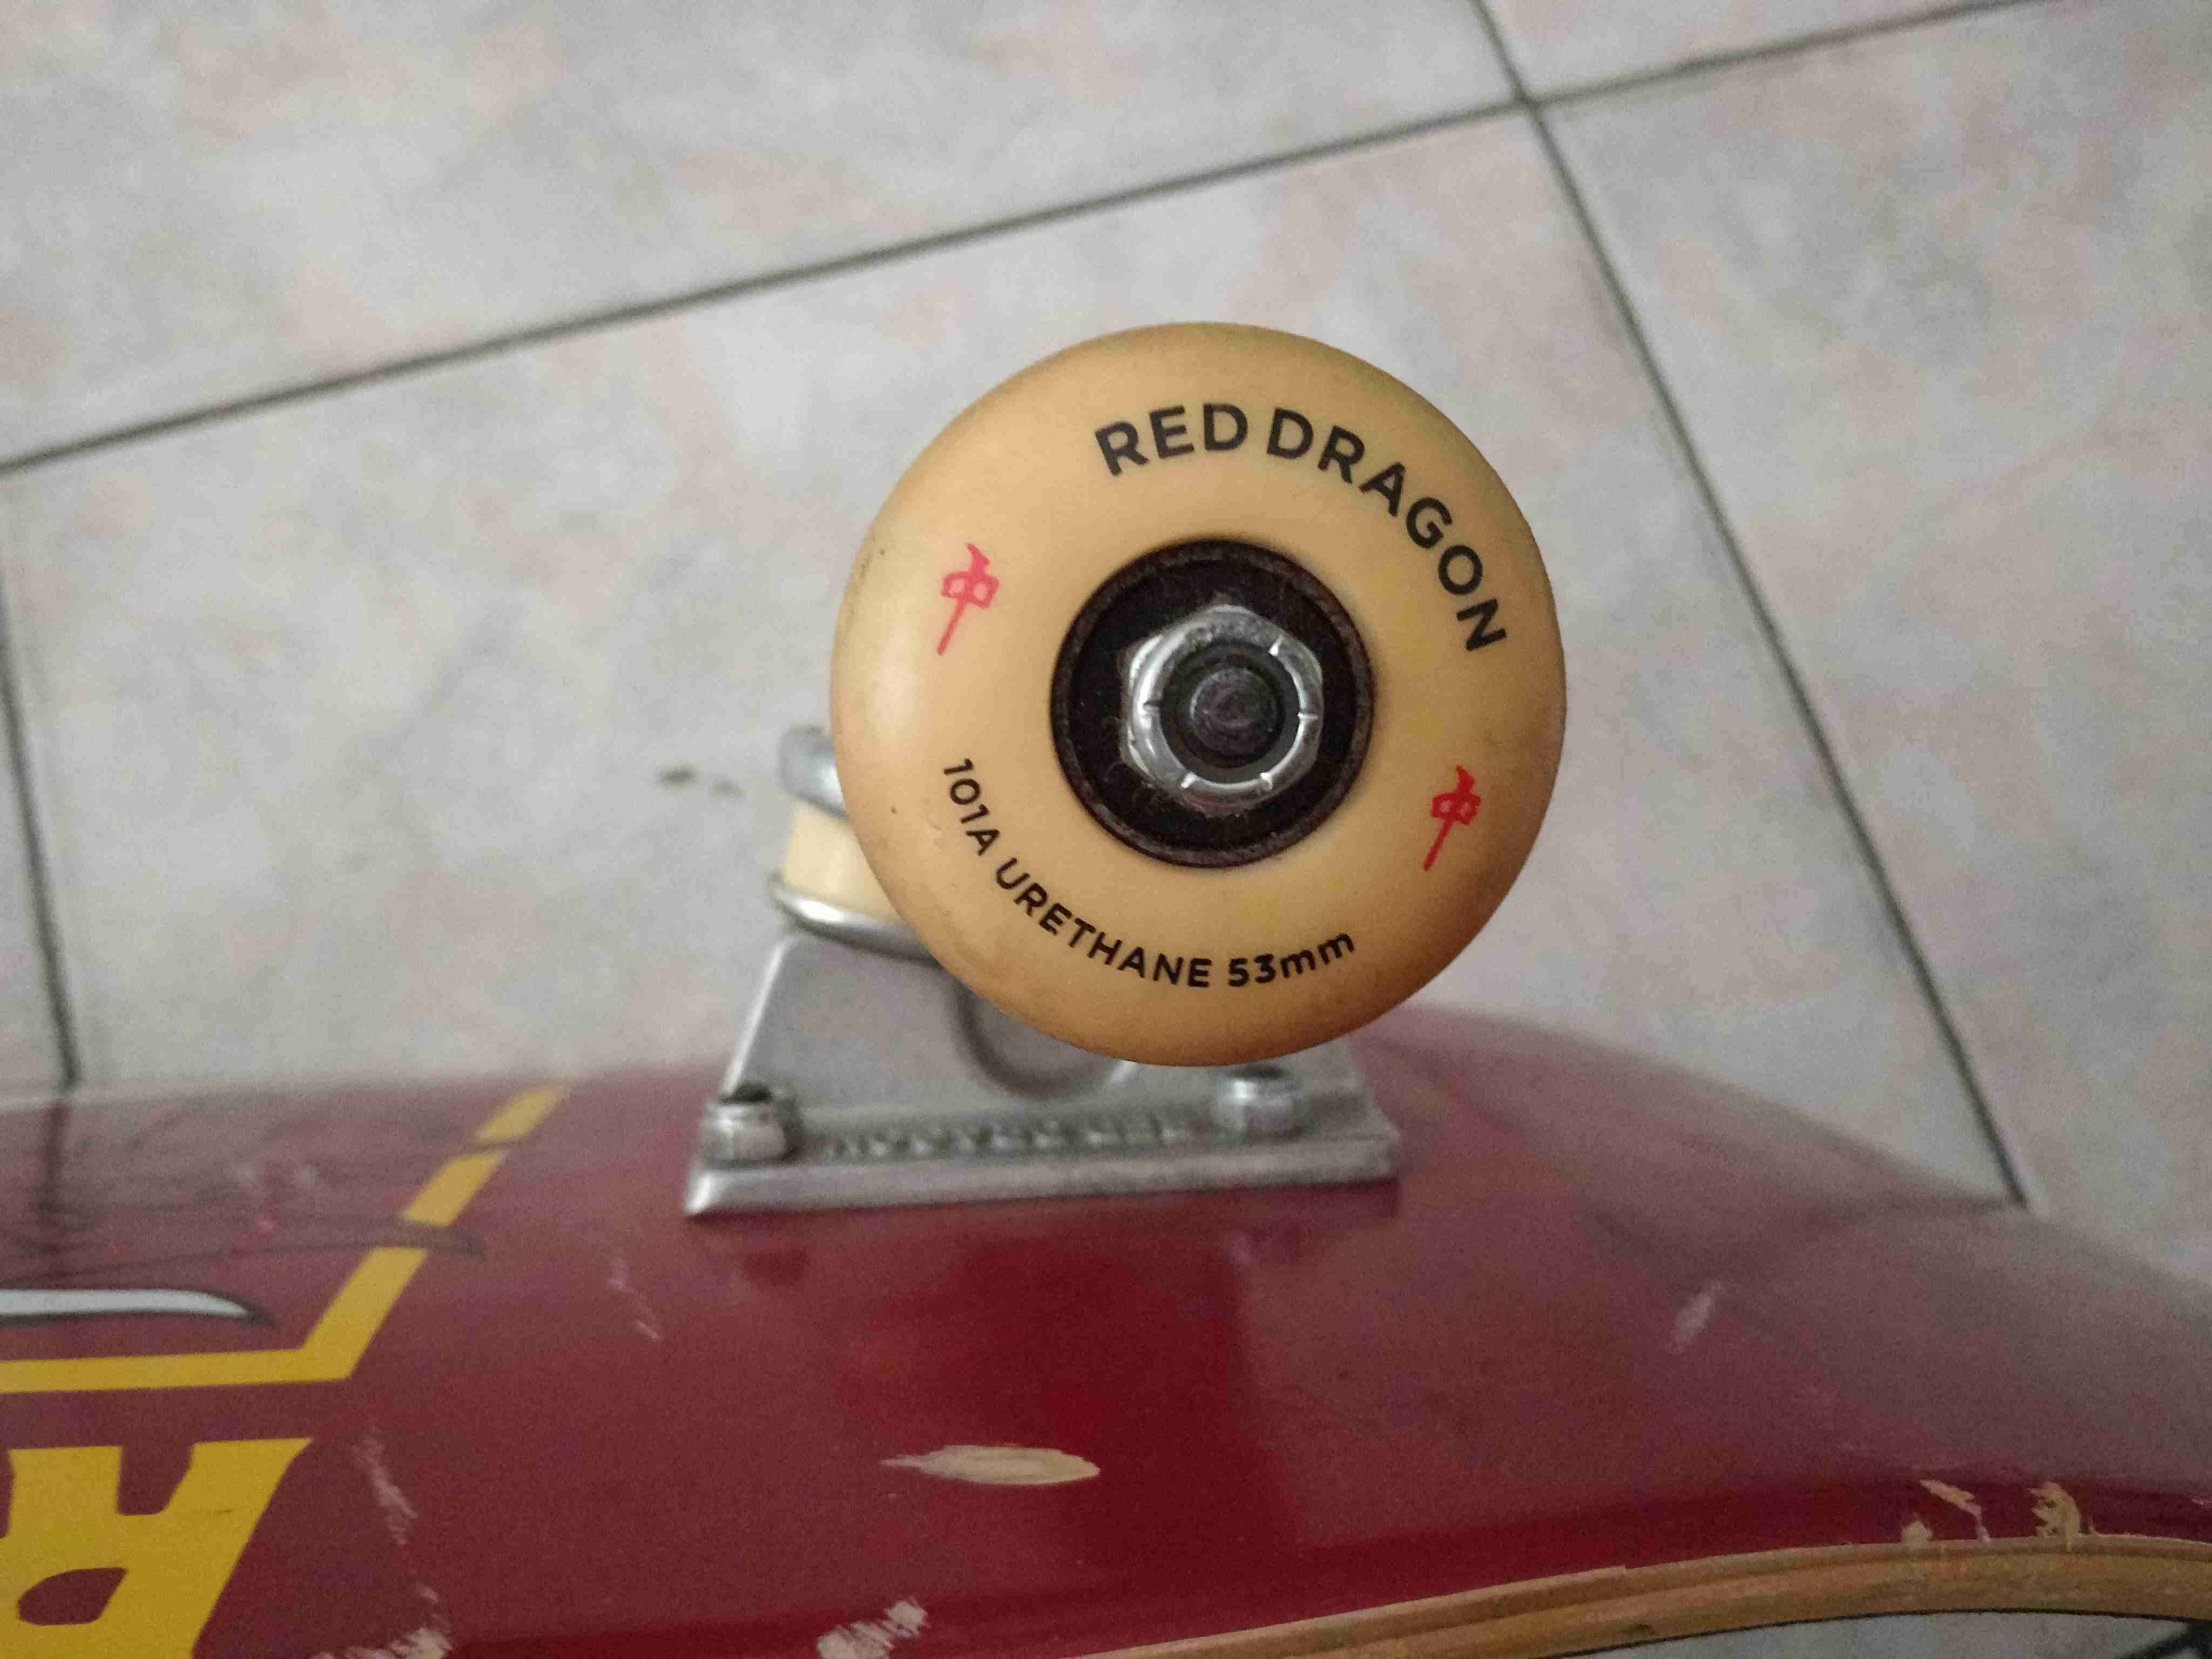 RED DRAGON
101A URETHANE 53mm
R